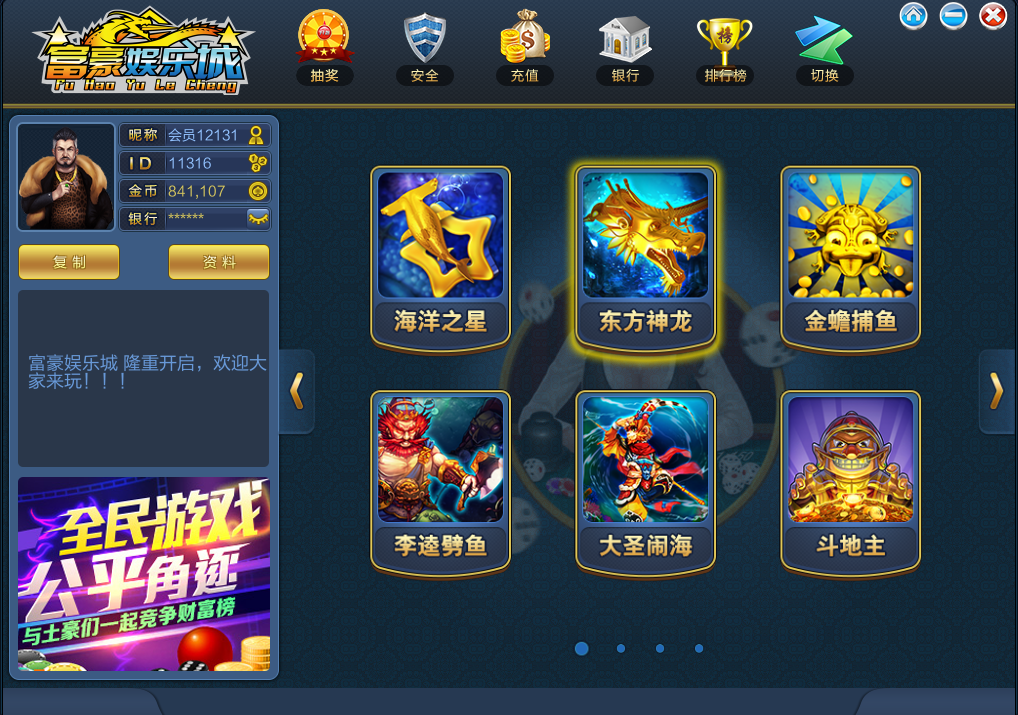 富豪娱乐城
Fu Hao Yu Le Cheng
抽奖
安全
充值
银行
榜
排行榜
切换
昵称 会员12131
ID 11316
金币 841,107
银行 ******
复制 资料
富豪娱乐城 隆重开启，欢迎大
家来玩！！！
全民游戏
公平角逐
与土豪们一起竞争财富榜
海洋之星
东方神龙
金蟾捕鱼
李逵劈鱼
大圣闹海
斗地主